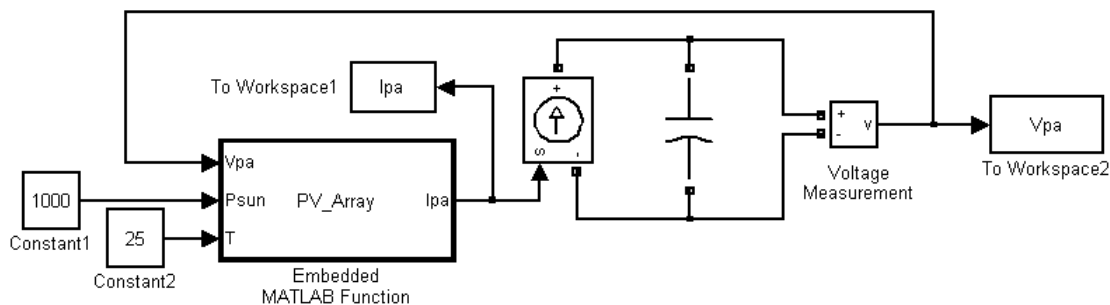 To Workspace1
Ipa
Vpa
Psun
T
PV_Array
Ipa
1000
Constant1
25
Constant2
Embedded
MATLAB Function
+
s
-
+
-
v
Voltage
Measurement
Vpa
To Workspace2